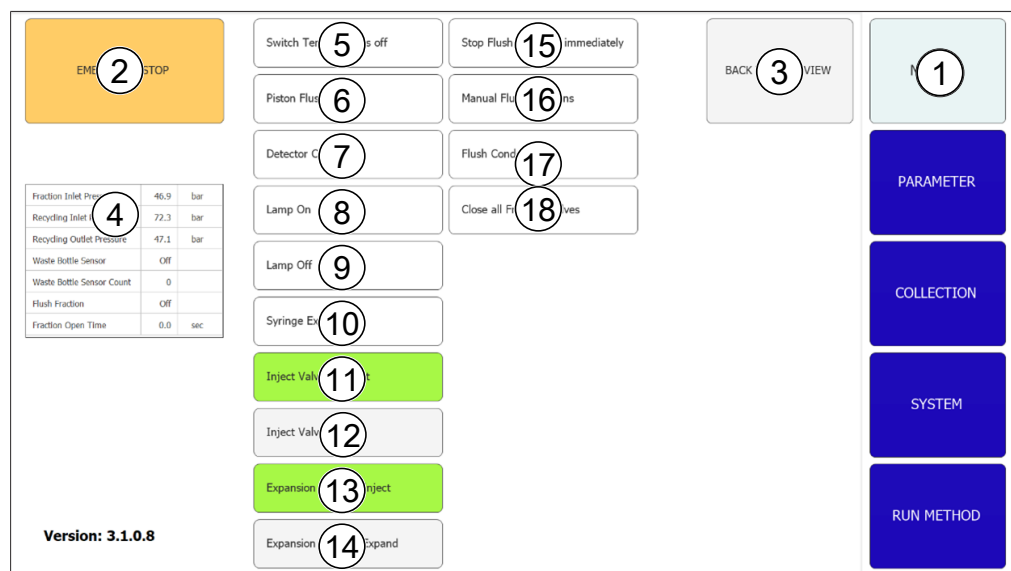 EME STOP
2
Fraction Inlet Pres 46.9 bar
Recycling Inlet 72.3 bar
Recycling Outlet Pressure 47.1 bar
Waste Bottle Sensor Off
Waste Bottle Sensor Count 0
Flush Fraction Off
Fraction Open Time 0.0 sec
4
Version: 3.1.0.8
Switch Te s off
5
Piston Flus
6
Detector C
7
Lamp On
8
Lamp Off
9
Syringe Ex
10
Inject Valv t
11
Inject Valv
12
Expansion nject
13
Expansion Expand
14
Stop Flush immediately
15
Manual Flu ns
16
Flush Cond
17
Close all Fr ves
18
BACK VIEW
3
1
PARAMETER
COLLECTION
SYSTEM
RUN METHOD